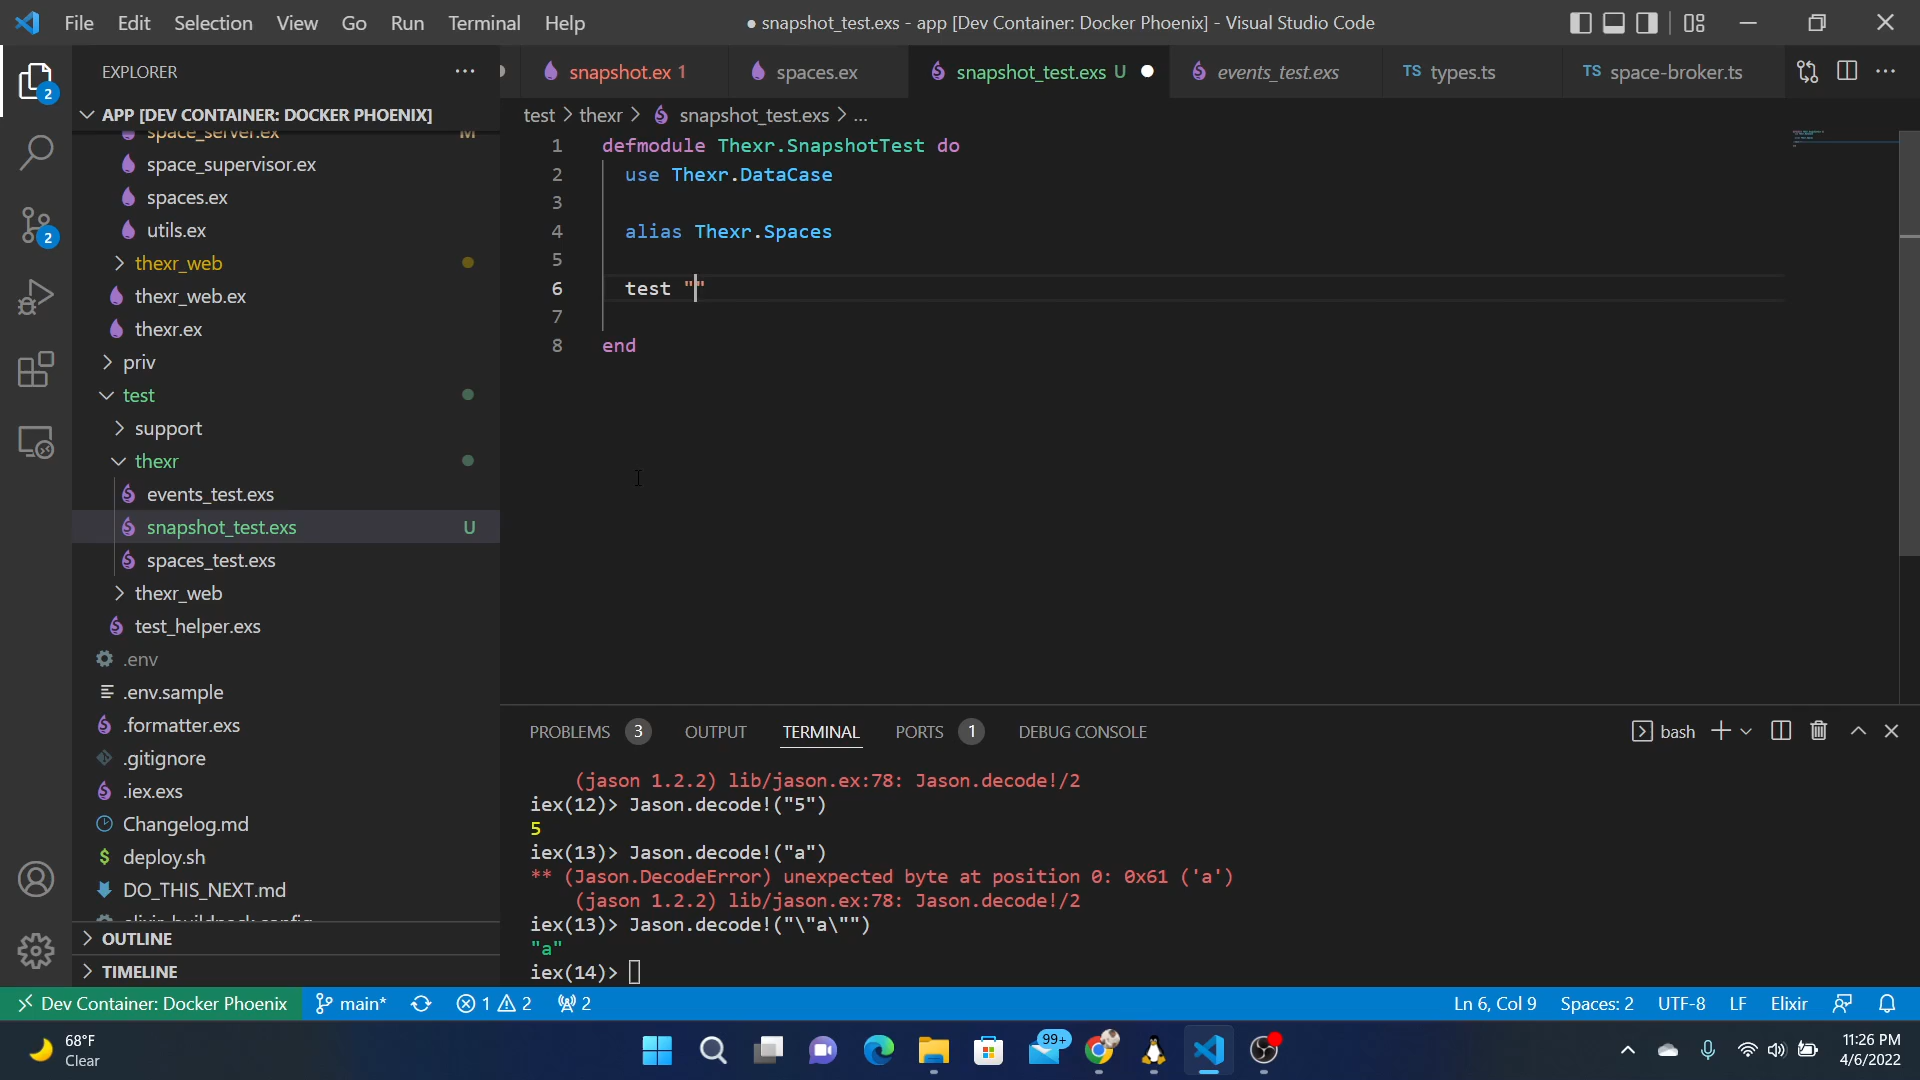 File Edit Selection View Go Run Terminal Help
● snapshot_test.exs - app [Dev Container: Docker Phoenix] - Visual Studio Code
EXPLORER
snapshot.ex 1
spaces.ex
snapshot_test.exs U
events_test.exs
TS types.ts
TS space-broker.ts
APP [DEV CONTAINER: DOCKER PHOENIX]
space_server.ex M
space_supervisor.ex
spaces.ex
utils.ex
thexr_web
thexr_web.ex
thexr.ex
priv
test
support
thexr
events_test.exs
snapshot_test.exs U
spaces_test.exs
thexr_web
test_helper.exs
.env
.env.sample
.formatter.exs
.gitignore
.iex.exs
Changelog.md
$ deploy.sh
DO_THIS_NEXT.md
OUTLINE
TIMELINE
2
2
test > thexr > snapshot_test.exs > ...
1 defmodule Thexr.SnapshotTest do
2 use Thexr.DataCase
3
4 alias Thexr.Spaces
5
6 test ""
7
8 end
PROBLEMS 3 OUTPUT TERMINAL PORTS 1 DEBUG CONSOLE
bash
(jason 1.2.2) lib/jason.ex:78: Jason.decode!/2
iex(12)> Jason.decode!("5")
5
iex(13)> Jason.decode!("a")
** (Jason.DecodeError) unexpected byte at position 0: 0x61 ('a')
(jason 1.2.2) lib/jason.ex:78: Jason.decode!/2
iex(13)> Jason.decode!("\"a\"")
"a"
iex(14)>
Dev Container: Docker Phoenix main* 1 2 2
Ln 6, Col 9 Spaces: 2 UTF-8 LF Elixir
68°F
Clear
99+
11:26 PM
4/6/2022